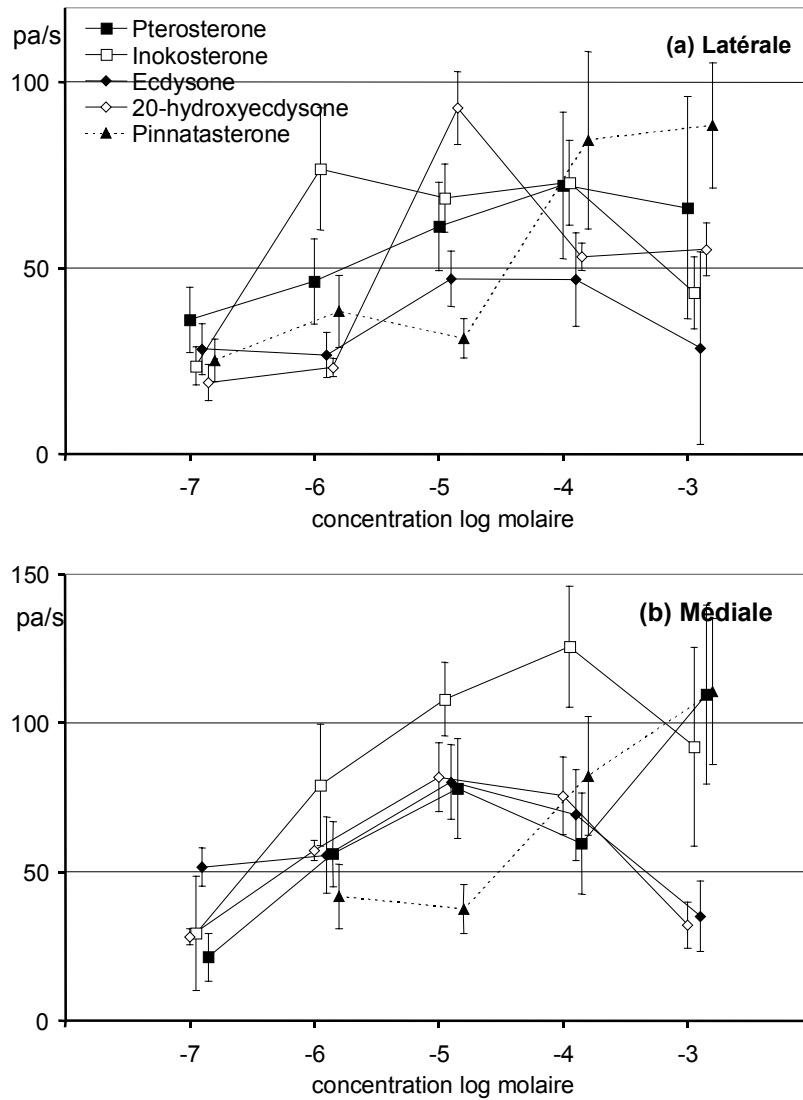 pa/s
Pterosterone
Inokosterone
Ecdysone
20-hydroxyecdysone
Pinnatasterone
(a) Latérale
100
50
0
-7 -6 -5 -4 -3
concentration log molaire
150
pa/s
(b) Médiale
100
50
0
-7 -6 -5 -4 -3
concentration log molaire